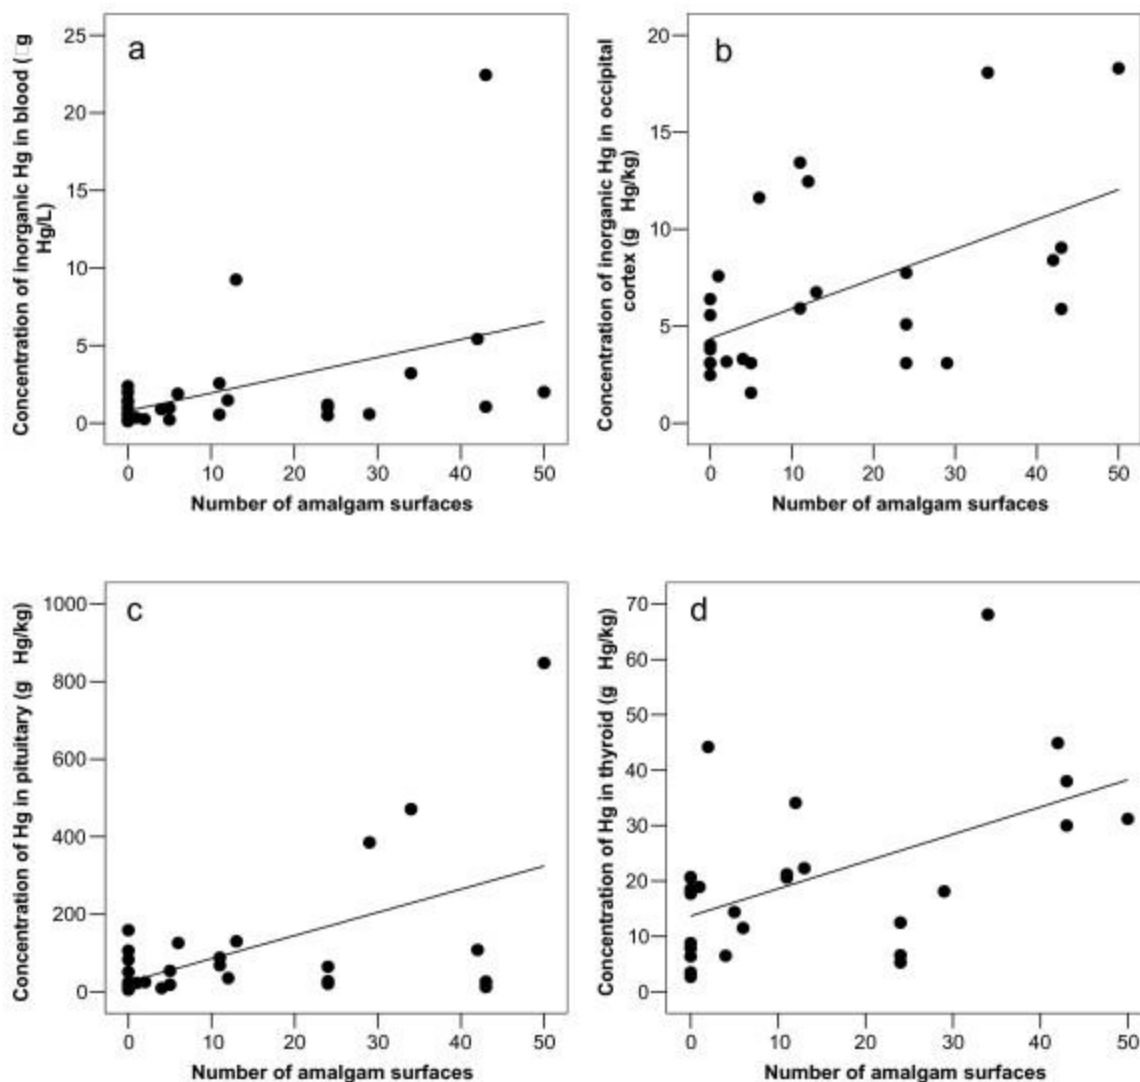 a
Concentration of inorganic Hg in blood (□g
Hg/L)
25
20
15
10
5
0
0 10 20 30 40 50
Number of amalgam surfaces
b
Concentration of inorganic Hg in occipital
cortex (g Hg/kg)
20
15
10
5
0
0 10 20 30 40 50
Number of amalgam surfaces
c
Concentration of Hg in pituitary (g Hg/kg)
1000
800
600
400
200
0
0 10 20 30 40 50
Number of amalgam surfaces
d
Concentration of Hg in thyroid (g Hg/kg)
70
60
50
40
30
20
10
0
0 10 20 30 40 50
Number of amalgam surfaces